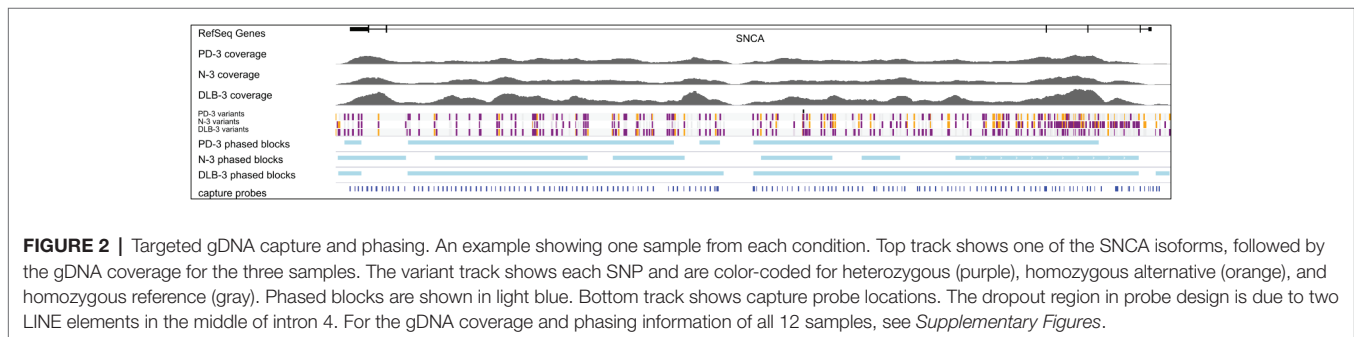 RefSeq Genes
SNCA
PD-3 coverage
N-3 coverage
DLB-3 coverage
PD-3 variants
N-3 variants
DLB-3 variants
PD-3 phased blocks
N-3 phased blocks
DLB-3 phased blocks
capture probes
FIGURE 2 | Targeted gDNA capture and phasing. An example showing one sample from each condition. Top track shows one of the SNCA isoforms, followed by
the gDNA coverage for the three samples. The variant track shows each SNP and are color-coded for heterozygous (purple), homozygous alternative (orange), and
homozygous reference (gray). Phased blocks are shown in light blue. Bottom track shows capture probe locations. The dropout region in probe design is due to two
LINE elements in the middle of intron 4. For the gDNA coverage and phasing information of all 12 samples, see Supplementary Figures.